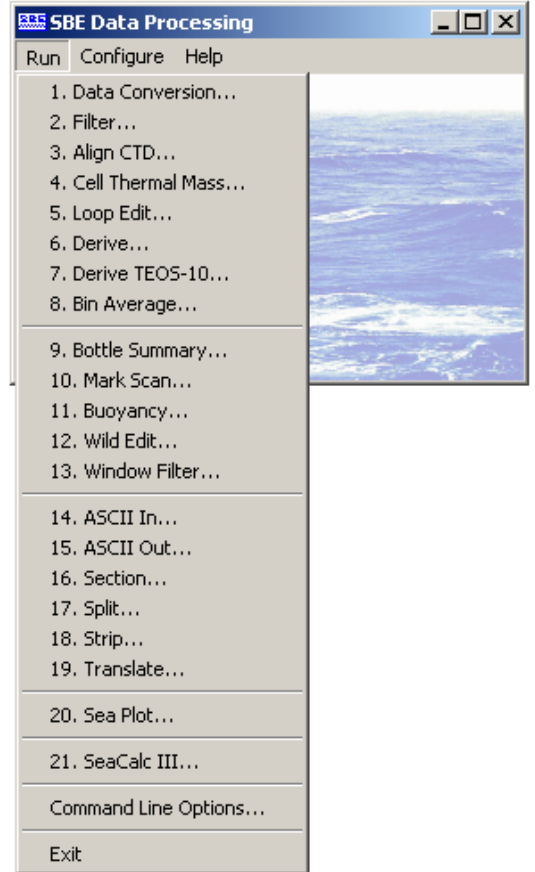 SBE SBE Data Processing
Run Configure Help
1. Data Conversion...
2. Filter...
3. Align CTD...
4. Cell Thermal Mass...
5. Loop Edit...
6. Derive...
7. Derive TEOS-10...
8. Bin Average...
9. Bottle Summary...
10. Mark Scan...
11. Buoyancy...
12. Wild Edit...
13. Window Filter...
14. ASCII In...
15. ASCII Out...
16. Section...
17. Split...
18. Strip...
19. Translate...
20. Sea Plot...
21. SeaCalc III...
Command Line Options...
Exit